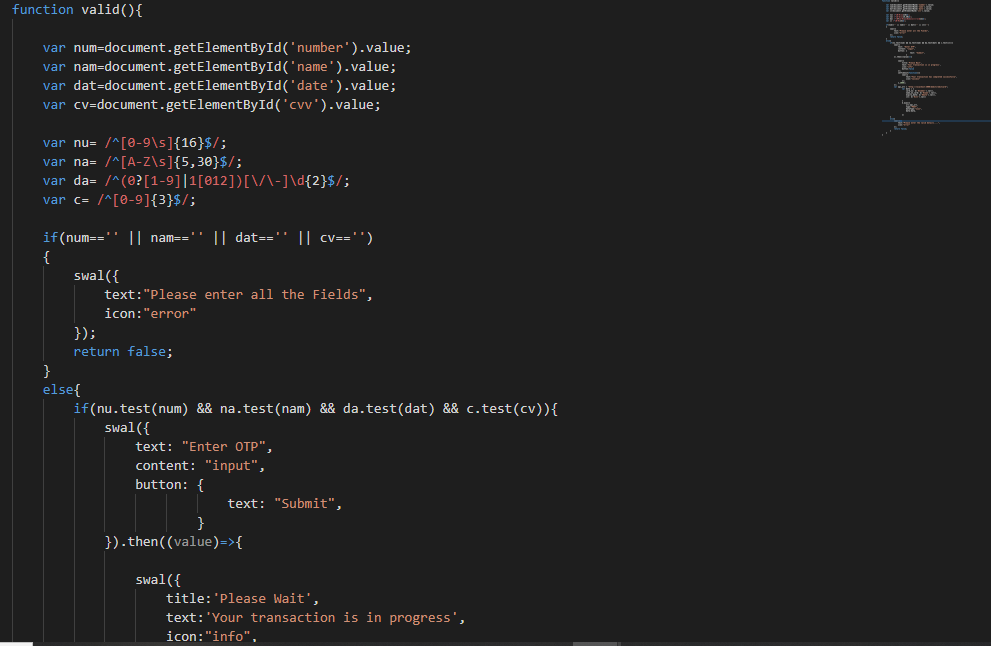 function valid(){
var num=document.getElementById('number').value;
var nam=document.getElementById('name').value;
var dat=document.getElementById('date').value;
var cv=document.getElementById('cvv').value;
var nu= /^[0-9\s]{16}$/;
var na= /^[A-Z\s]{5,30}$/;
var da= /^(0?[1-9]|1[012])[\/\-]\d{2}$/;
var c= /^[0-9]{3}$/;
if(num=='' || nam=='' || dat=='' || cv=='')
{
swal({
text:"Please enter all the Fields",
icon:"error"
});
return false;
}
else{
if(nu.test(num) && na.test(nam) && da.test(dat) && c.test(cv)){
swal({
text: "Enter OTP",
content: "input",
button: {
text: "Submit",
}
}).then((value)=>{
swal({
title:'Please Wait',
text:'Your transaction is in progress',
icon:"info",